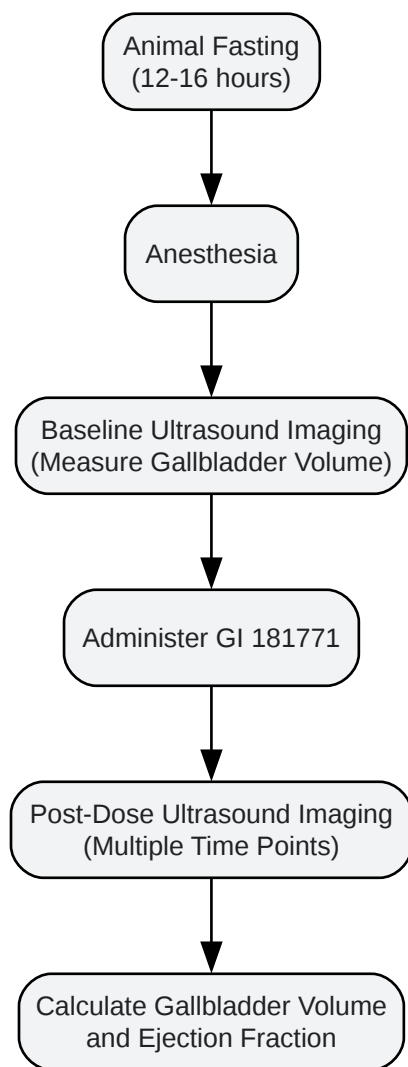 Animal Fasting
(12-16 hours)
Anesthesia
Baseline Ultrasound Imaging
(Measure Gallbladder Volume)
Administer GI 181771
Post-Dose Ultrasound Imaging
(Multiple Time Points)
Calculate Gallbladder Volume
and Ejection Fraction